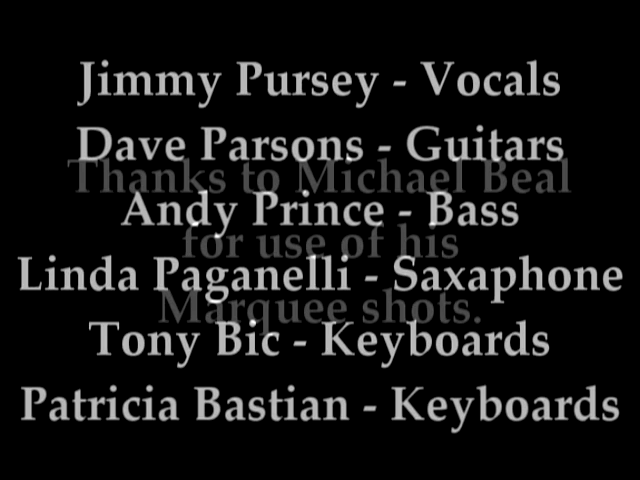 Jimmy Pursey - Vocals
Dave Parsons - Guitars
Thanks to Michael Beal
Andy Prince - Bass
for use of his
Linda Paganelli - Saxaphone
Marquee shots.
Tony Bic - Keyboards
Patricia Bastian - Keyboards